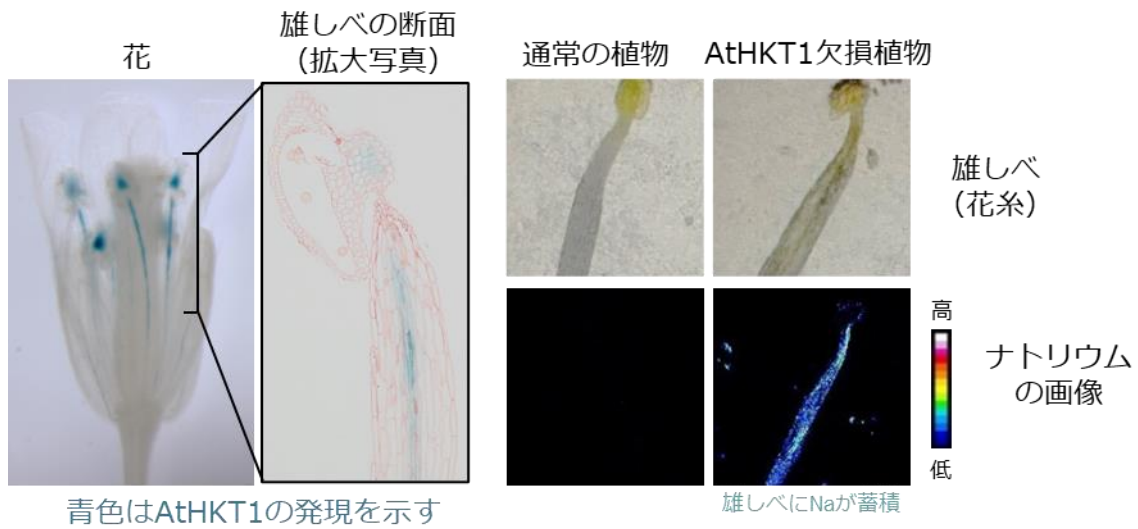 花
雄しべの断面
（拡大写真）
通常の植物
AtHKT1欠損植物
雄しべ
（花糸）
高
低
ナトリウム
の画像
青色はAtHKT1の発現を示す
雄しべにNaが蓄積